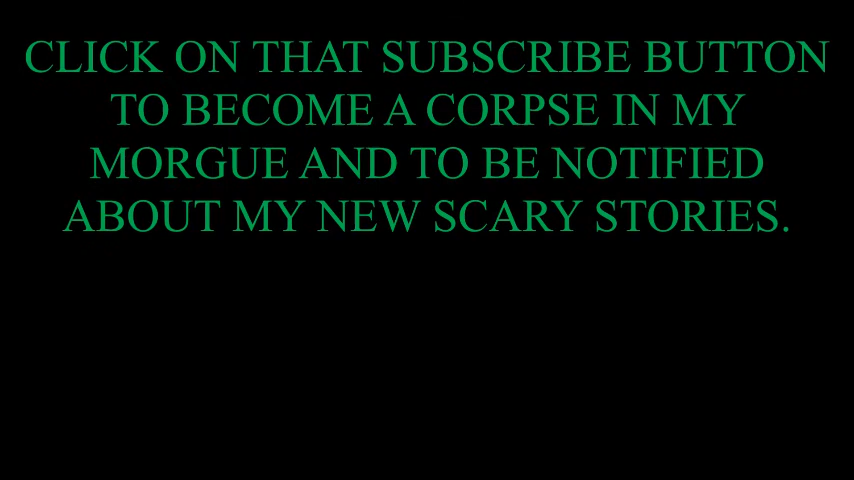 CLICK ON THAT SUBSCRIBE BUTTON
TO BECOME A CORPSE IN MY
MORGUE AND TO BE NOTIFIED
ABOUT MY NEW SCARY STORIES.